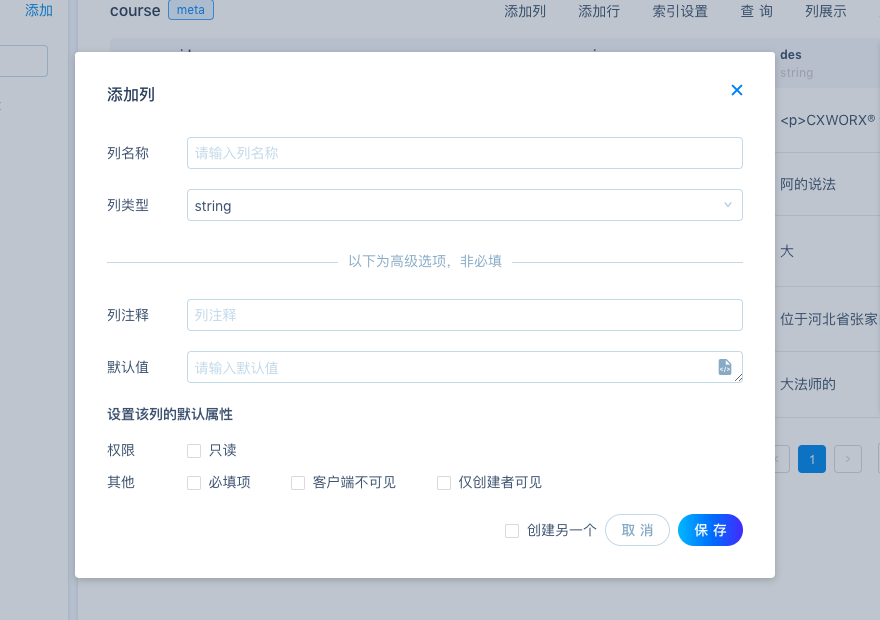 添加
course meta
添加列 添加行 索引设置 查 询 列展示
des
string
<p>CXWORX®
阿的说法
大
位于河北省张家
大法师的
1
添加列
列名称 请输入列名称
列类型 string
以下为高级选项，非必填
列注释 列注释
默认值 请输入默认值
设置该列的默认属性
权限 只读
其他 必填项 客户端不可见 仅创建者可见
创建另一个 取 消 保 存